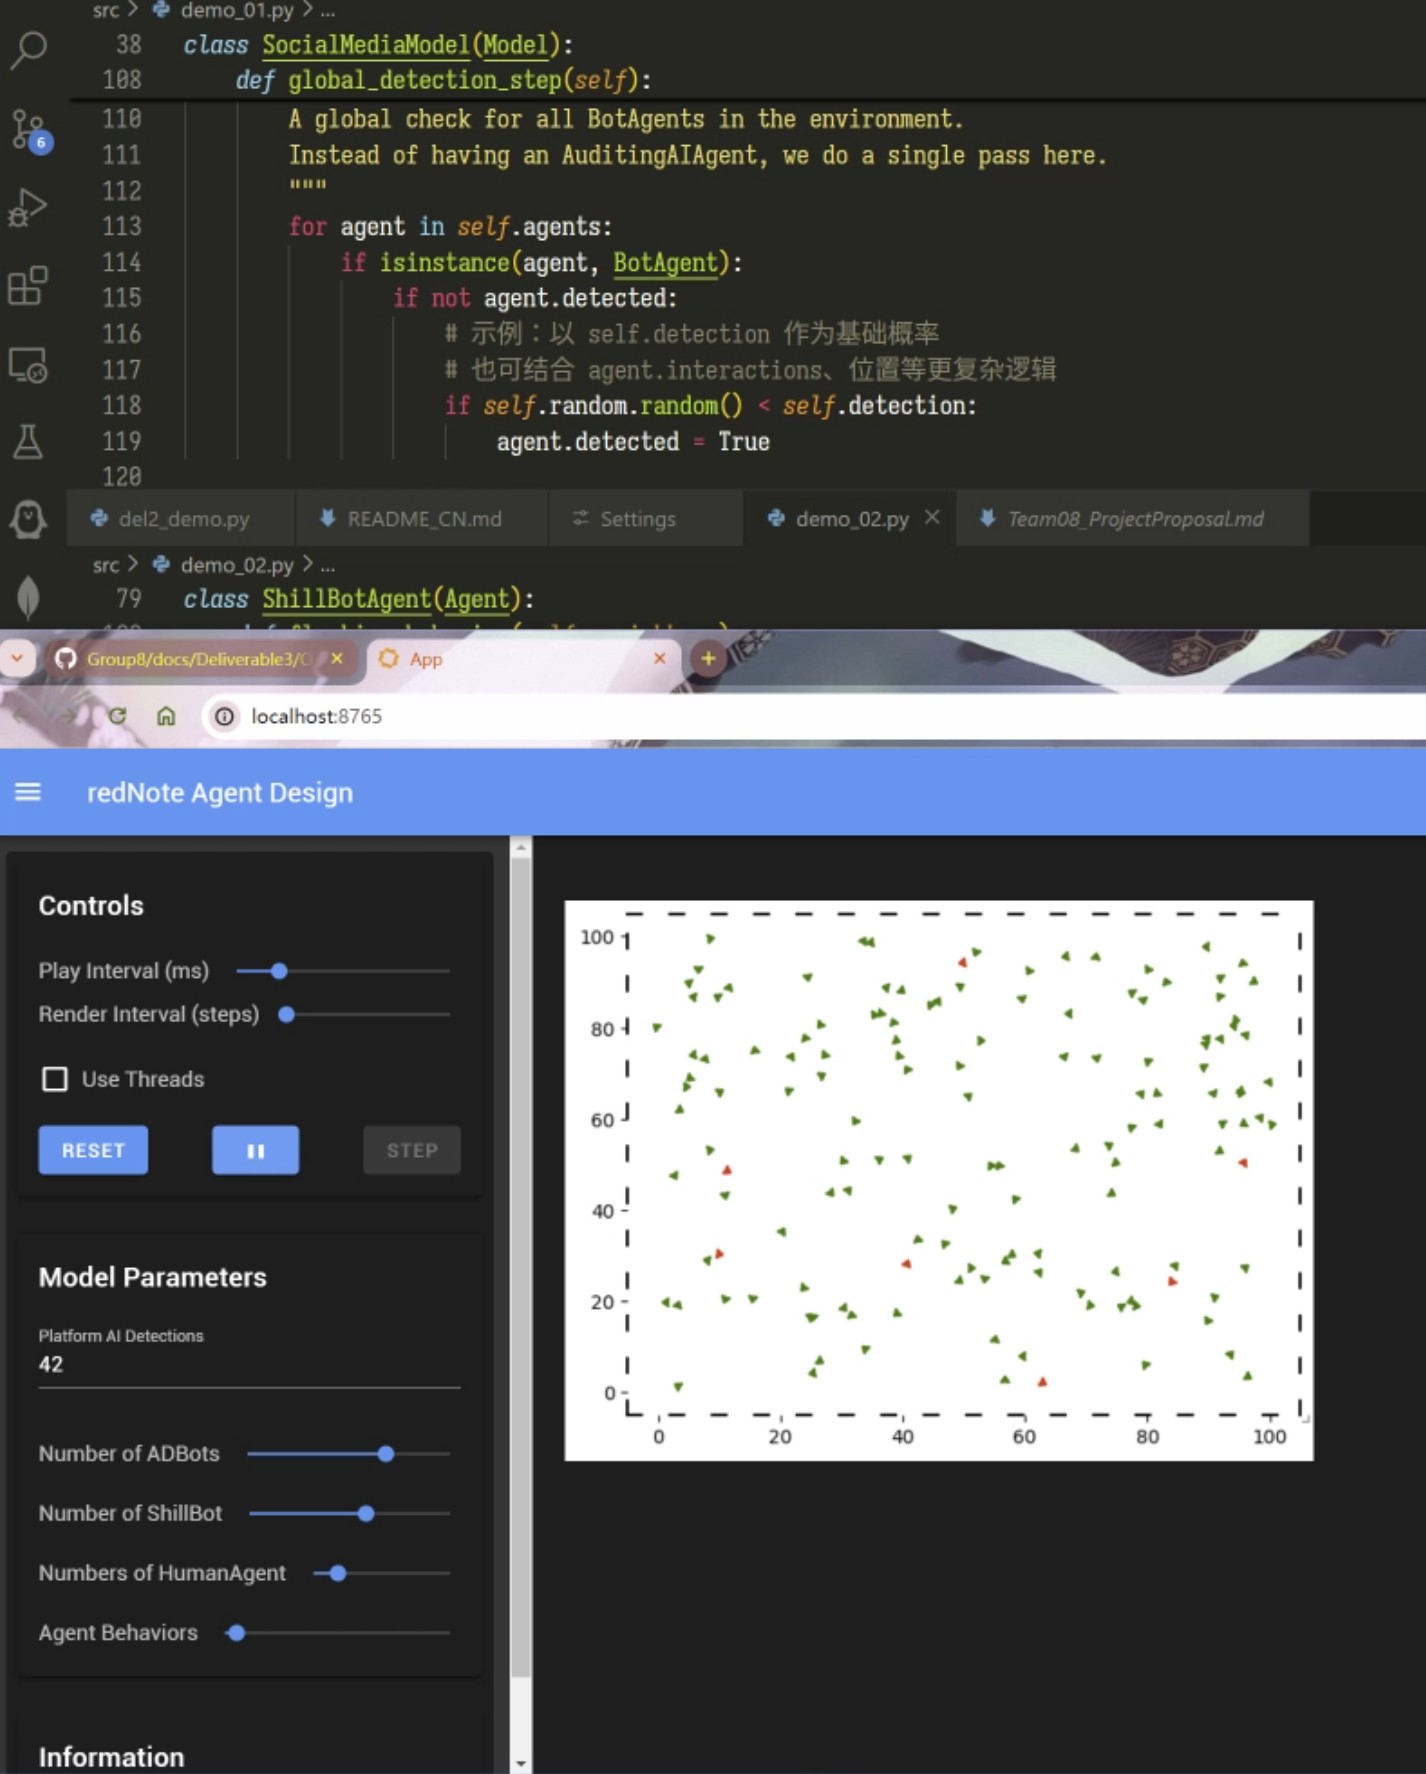 src > demo_01.py > ...
38 class SocialMediaModel(Model):
108 def global_detection_step(self):
110 A global check for all BotAgents in the environment.
111 Instead of having an AuditingAIAgent, we do a single pass here.
112 """
113 for agent in self.agents:
114 if isinstance(agent, BotAgent):
115 if not agent.detected:
116 # 示例：以 self.detection 作为基础概率
117 # 也可结合 agent.interactions、位置等更复杂逻辑
118 if self.random.random() < self.detection:
119 agent.detected = True
120
6
del2_demo.py README_CN.md Settings demo_02.py Team08_ProjectProposal.md
src > demo_02.py > ...
79 class ShillBotAgent(Agent):
Group8/docs/Deliverable3/ App
localhost:8765
redNote Agent Design
Controls
Play Interval (ms)
Render Interval (steps)
Use Threads
RESET STEP
Model Parameters
Platform AI Detections
42
Number of ADBots
Number of ShillBot
Numbers of HumanAgent
Agent Behaviors
Information
100
80
60
40
20
0
0 20 40 60 80 100